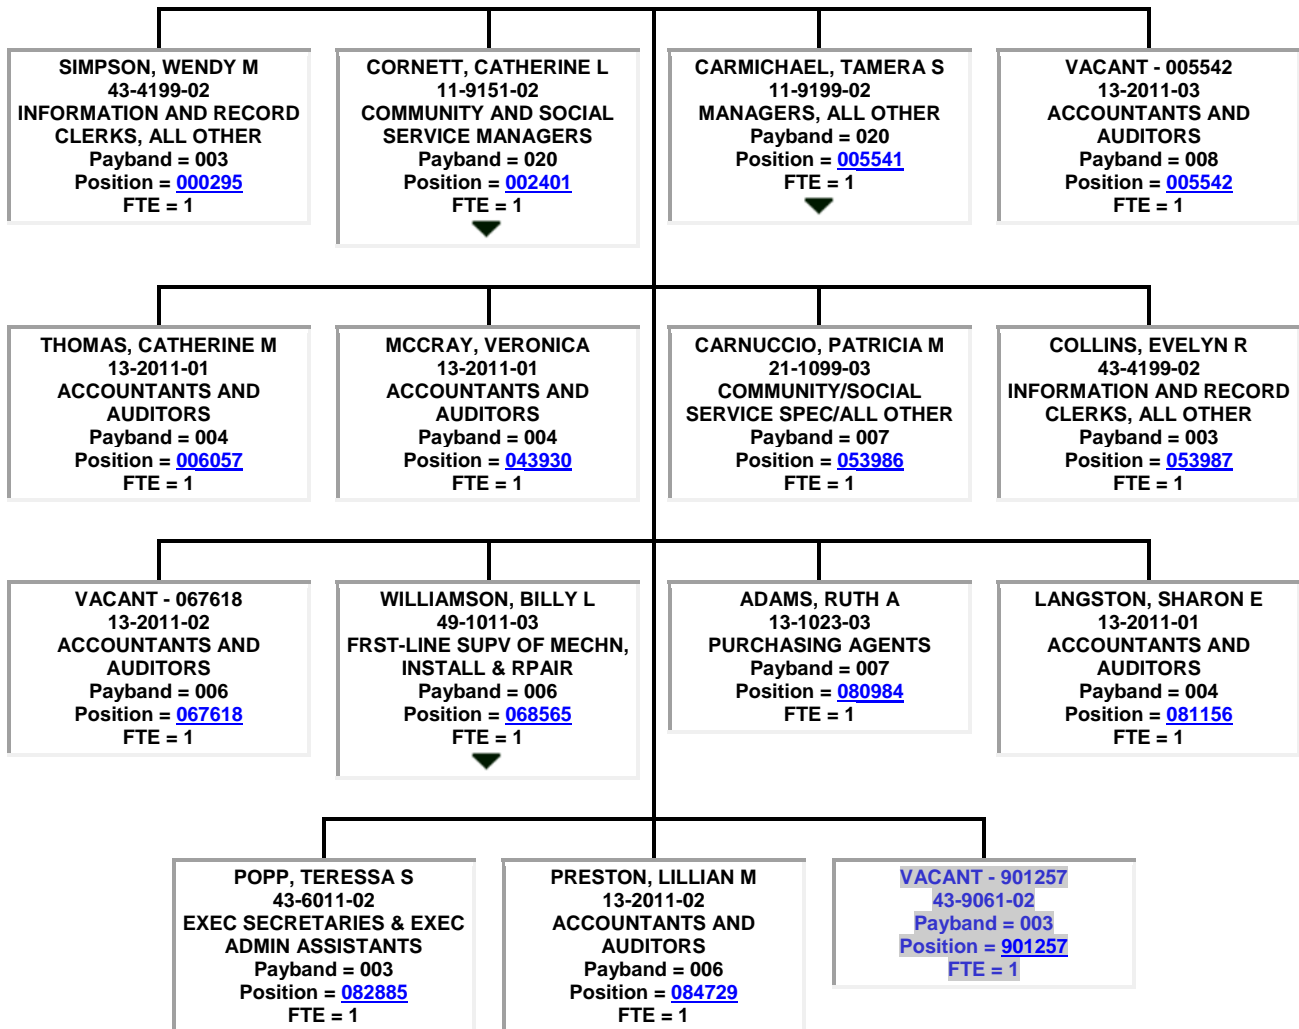 SIMPSON, WENDY M
43-4199-02
INFORMATION AND RECORD
CLERKS, ALL OTHER
Payband = 003
Position = 000295
FTE = 1
CORNETT, CATHERINE L
11-9151-02
COMMUNITY AND SOCIAL
SERVICE MANAGERS
Payband = 020
Position = 002401
FTE = 1
CARMICHAEL, TAMERA S
11-9199-02
MANAGERS, ALL OTHER
Payband = 020
Position = 005541
FTE = 1
VACANT - 005542
13-2011-03
ACCOUNTANTS AND
AUDITORS
Payband = 008
Position = 005542
FTE = 1
THOMAS, CATHERINE M
13-2011-01
ACCOUNTANTS AND
AUDITORS
Payband = 004
Position = 006057
FTE = 1
MCCRAY, VERONICA
13-2011-01
ACCOUNTANTS AND
AUDITORS
Payband = 004
Position = 043930
FTE = 1
CARNUCCIO, PATRICIA M
21-1099-03
COMMUNITY/SOCIAL
SERVICE SPEC/ALL OTHER
Payband = 007
Position = 053986
FTE = 1
COLLINS, EVELYN R
43-4199-02
INFORMATION AND RECORD
CLERKS, ALL OTHER
Payband = 003
Position = 053987
FTE = 1
VACANT - 067618
13-2011-02
ACCOUNTANTS AND
AUDITORS
Payband = 006
Position = 067618
FTE = 1
WILLIAMSON, BILLY L
49-1011-03
FRST-LINE SUPV OF MECHN,
INSTALL & RPAIR
Payband = 006
Position = 068565
FTE = 1
ADAMS, RUTH A
13-1023-03
PURCHASING AGENTS
Payband = 007
Position = 080984
FTE = 1
LANGSTON, SHARON E
13-2011-01
ACCOUNTANTS AND
AUDITORS
Payband = 004
Position = 081156
FTE = 1
POPP, TERESSA S
43-6011-02
EXEC SECRETARIES & EXEC
ADMIN ASSISTANTS
Payband = 003
Position = 082885
FTE = 1
PRESTON, LILLIAN M
13-2011-02
ACCOUNTANTS AND
AUDITORS
Payband = 006
Position = 084729
FTE = 1
VACANT - 901257
43-9061-02
Payband = 003
Position = 901257
FTE = 1